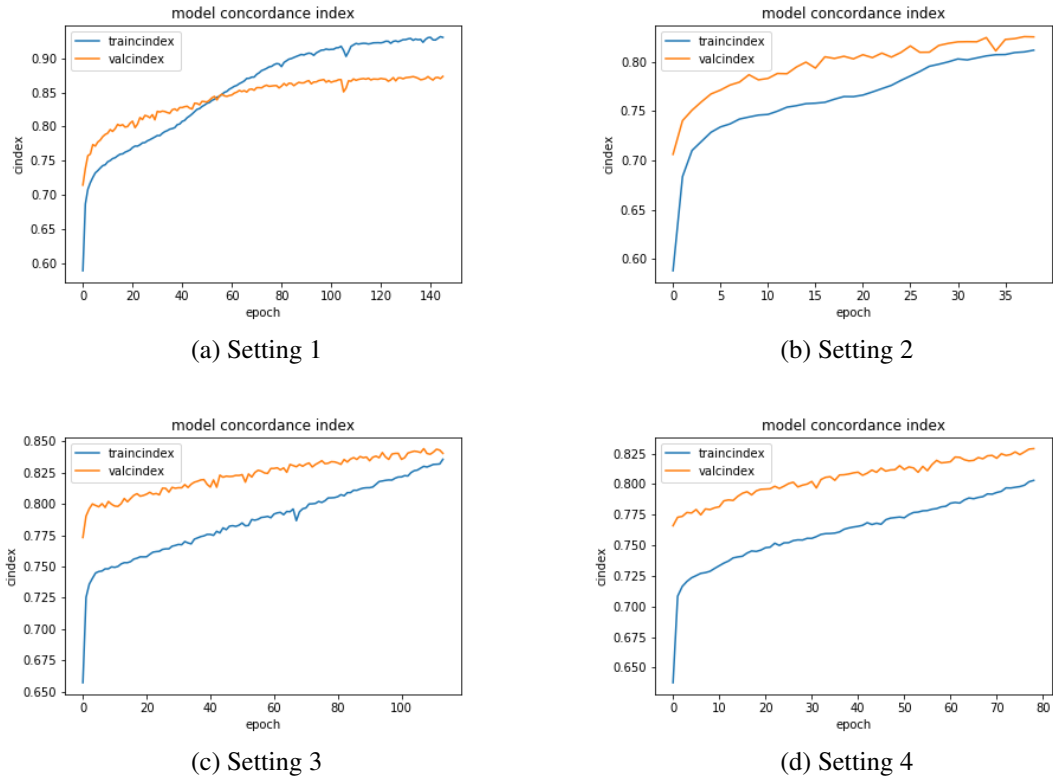 model concordance index
traincindex
valcindex
0.90
0.85
0.80
0.75
0.70
0.65
0.60
cindex
0 20 40 60 80 100 120 140
epoch
(a) Setting 1
model concordance index
traincindex
valcindex
0.80
0.75
0.70
0.65
0.60
cindex
0 5 10 15 20 25 30 35
epoch
(b) Setting 2
model concordance index
traincindex
valcindex
0.850
0.825
0.800
0.775
0.750
0.725
0.700
0.675
0.650
cindex
0 20 40 60 80 100
epoch
(c) Setting 3
model concordance index
traincindex
valcindex
0.825
0.800
0.775
0.750
0.725
0.700
0.675
0.650
cindex
0 10 20 30 40 50 60 70 80
epoch
(d) Setting 4